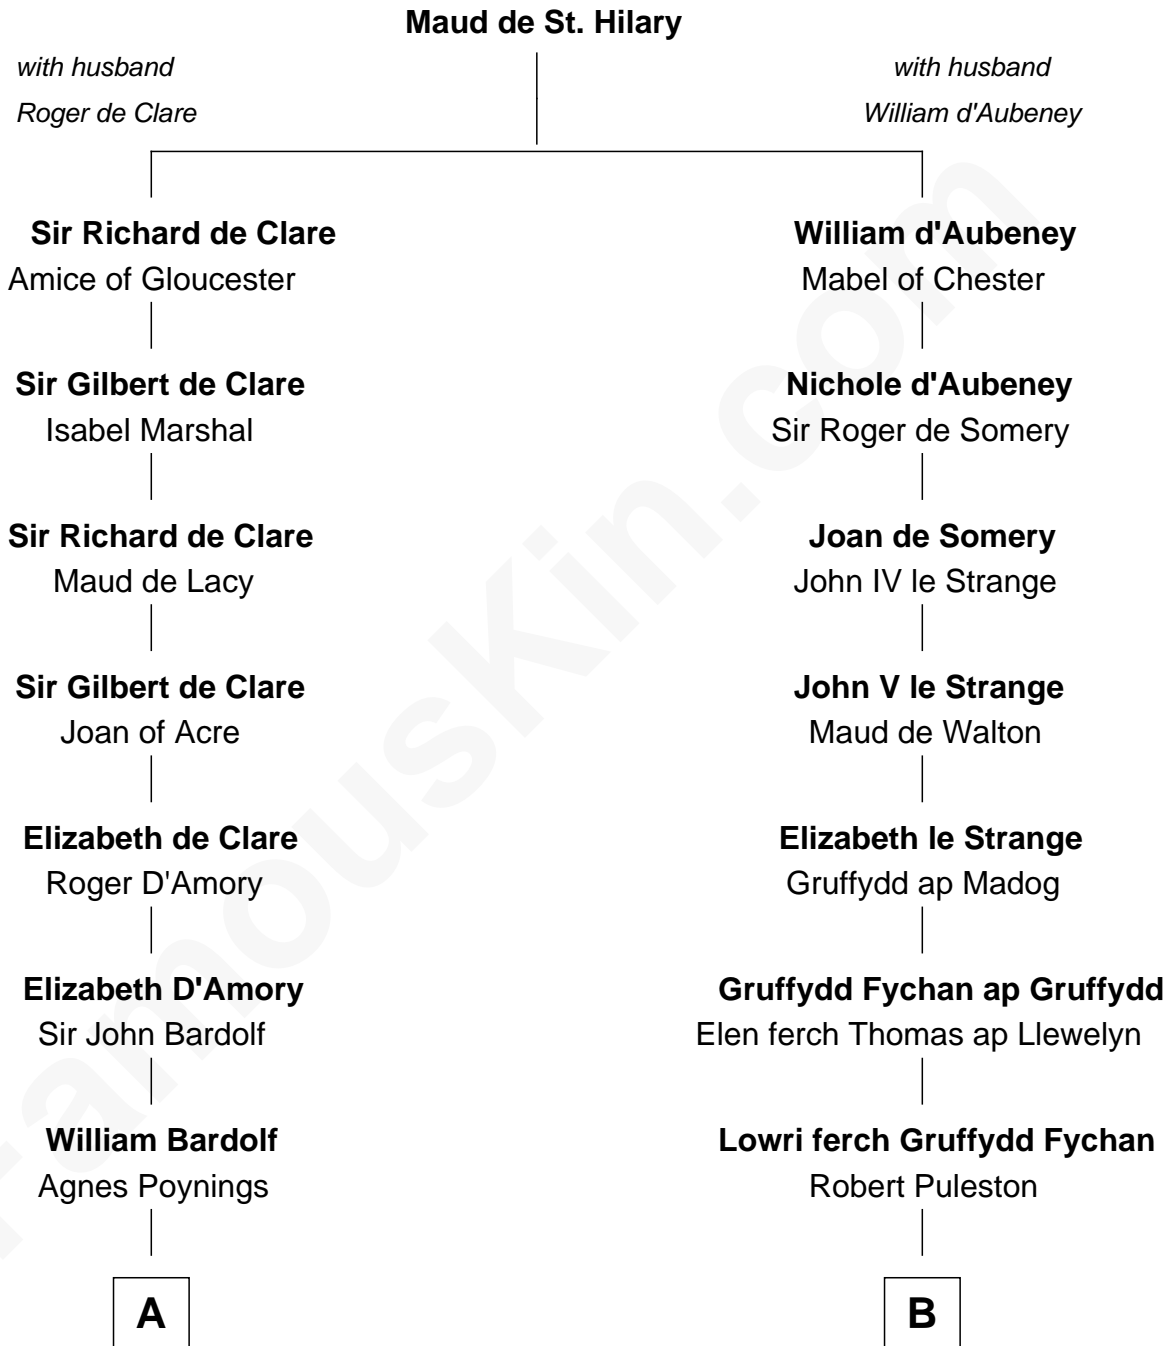 Maud de St. Hilary
with husband
Roger de Clare
with husband
William d'Aubeney
Sir Richard de Clare
Amice of Gloucester
William d'Aubeney
Mabel of Chester
Sir Gilbert de Clare
Isabel Marshal
Nichole d'Aubeney
Sir Roger de Somery
Sir Richard de Clare
Maud de Lacy
Joan de Somery
John IV le Strange
Sir Gilbert de Clare
Joan of Acre
John V le Strange
Maud de Walton
Elizabeth de Clare
Roger D'Amory
Elizabeth le Strange
Gruffydd ap Madog
Elizabeth D'Amory
Sir John Bardolf
Gruffydd Fychan ap Gruffydd
Elen ferch Thomas ap Llewelyn
William Bardolf
Agnes Poynings
Lowri ferch Gruffydd Fychan
Robert Puleston
A
B
FamousKin.com